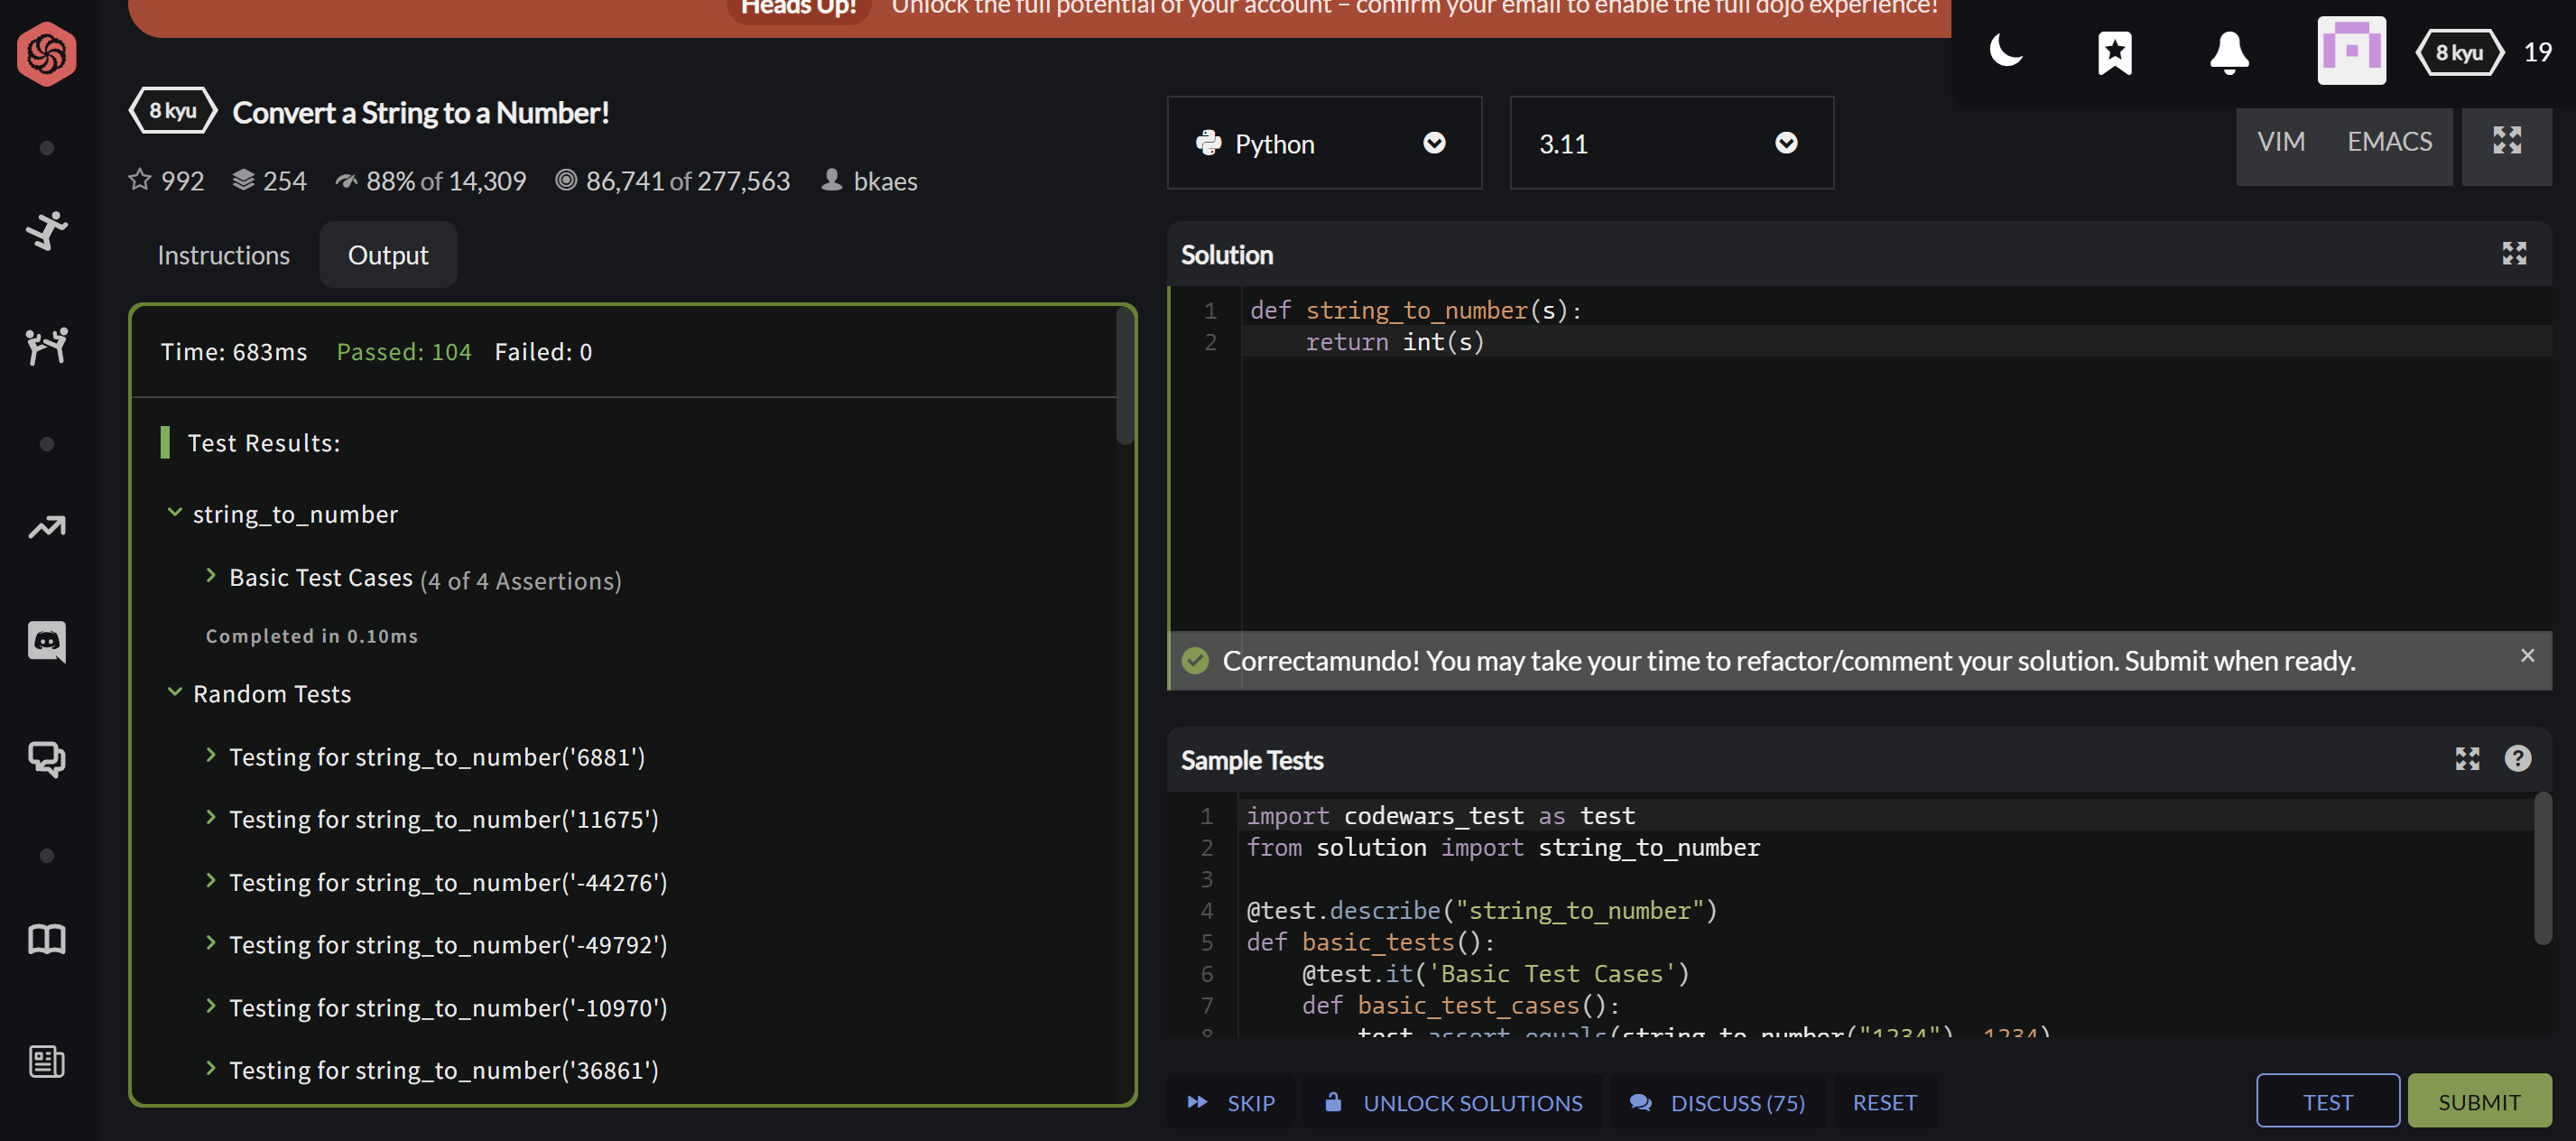 Heads Up! Unlock the full potential of your account – confirm your email to enable the full dojo experience!
8 kyu 19
8 kyu Convert a String to a Number!
992 254 88% of 14,309 86,741 of 277,563 bkaes
Python 3.11 VIM EMACS
Instructions Output
Time: 683ms Passed: 104 Failed: 0
Test Results:
string_to_number
Basic Test Cases (4 of 4 Assertions)
Completed in 0.10ms
Random Tests
Testing for string_to_number('6881')
Testing for string_to_number('11675')
Testing for string_to_number('-44276')
Testing for string_to_number('-49792')
Testing for string_to_number('-10970')
Testing for string_to_number('36861')
Solution
1 def string_to_number(s):
2     return int(s)
Correctamundo! You may take your time to refactor/comment your solution. Submit when ready. ×
Sample Tests ?
1 import codewars_test as test
2 from solution import string_to_number
3
4 @test.describe("string_to_number")
5 def basic_tests():
6     @test.it('Basic Test Cases')
7     def basic_test_cases():
8         test.assert_equals(string_to_number("1234"), 1234)
SKIP UNLOCK SOLUTIONS DISCUSS (75) RESET TEST SUBMIT